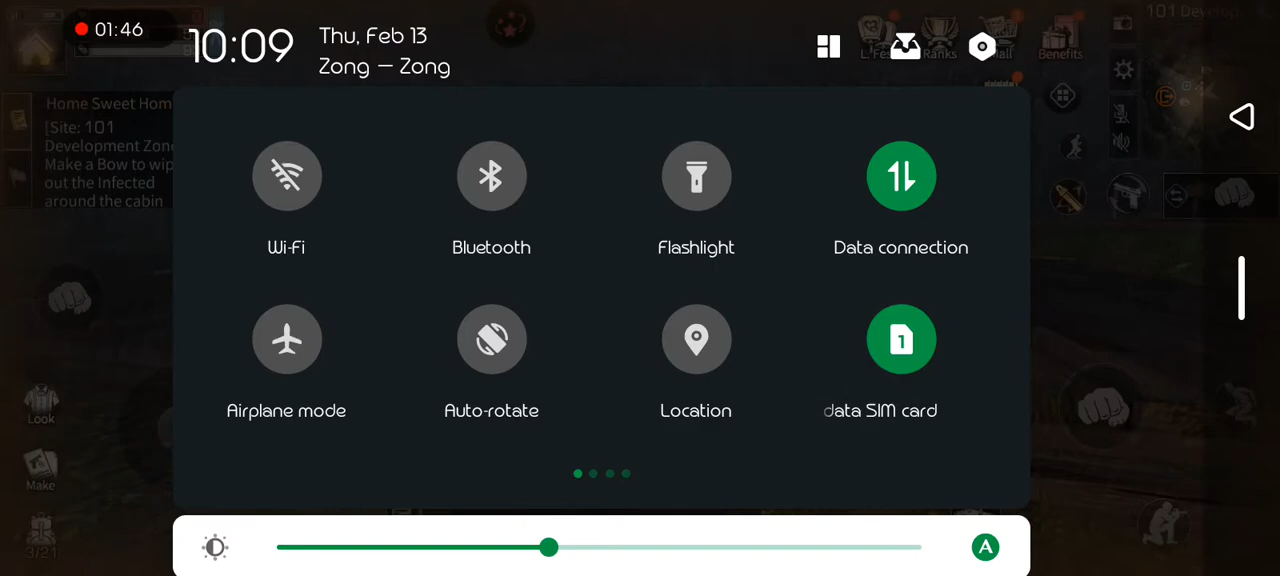 01:46
10:09
Thu, Feb 13
Zong — Zong
101 Develop
Ranks
Benefits
Home Sweet Hom
[Site: 101
Development Zone
Make a Bow to wip
out the Infected
around the cabin
Wi-Fi
Bluetooth
Flashlight
Data connection
Airplane mode
Auto-rotate
Location
data SIM card
1
Look
Make
3/21
A